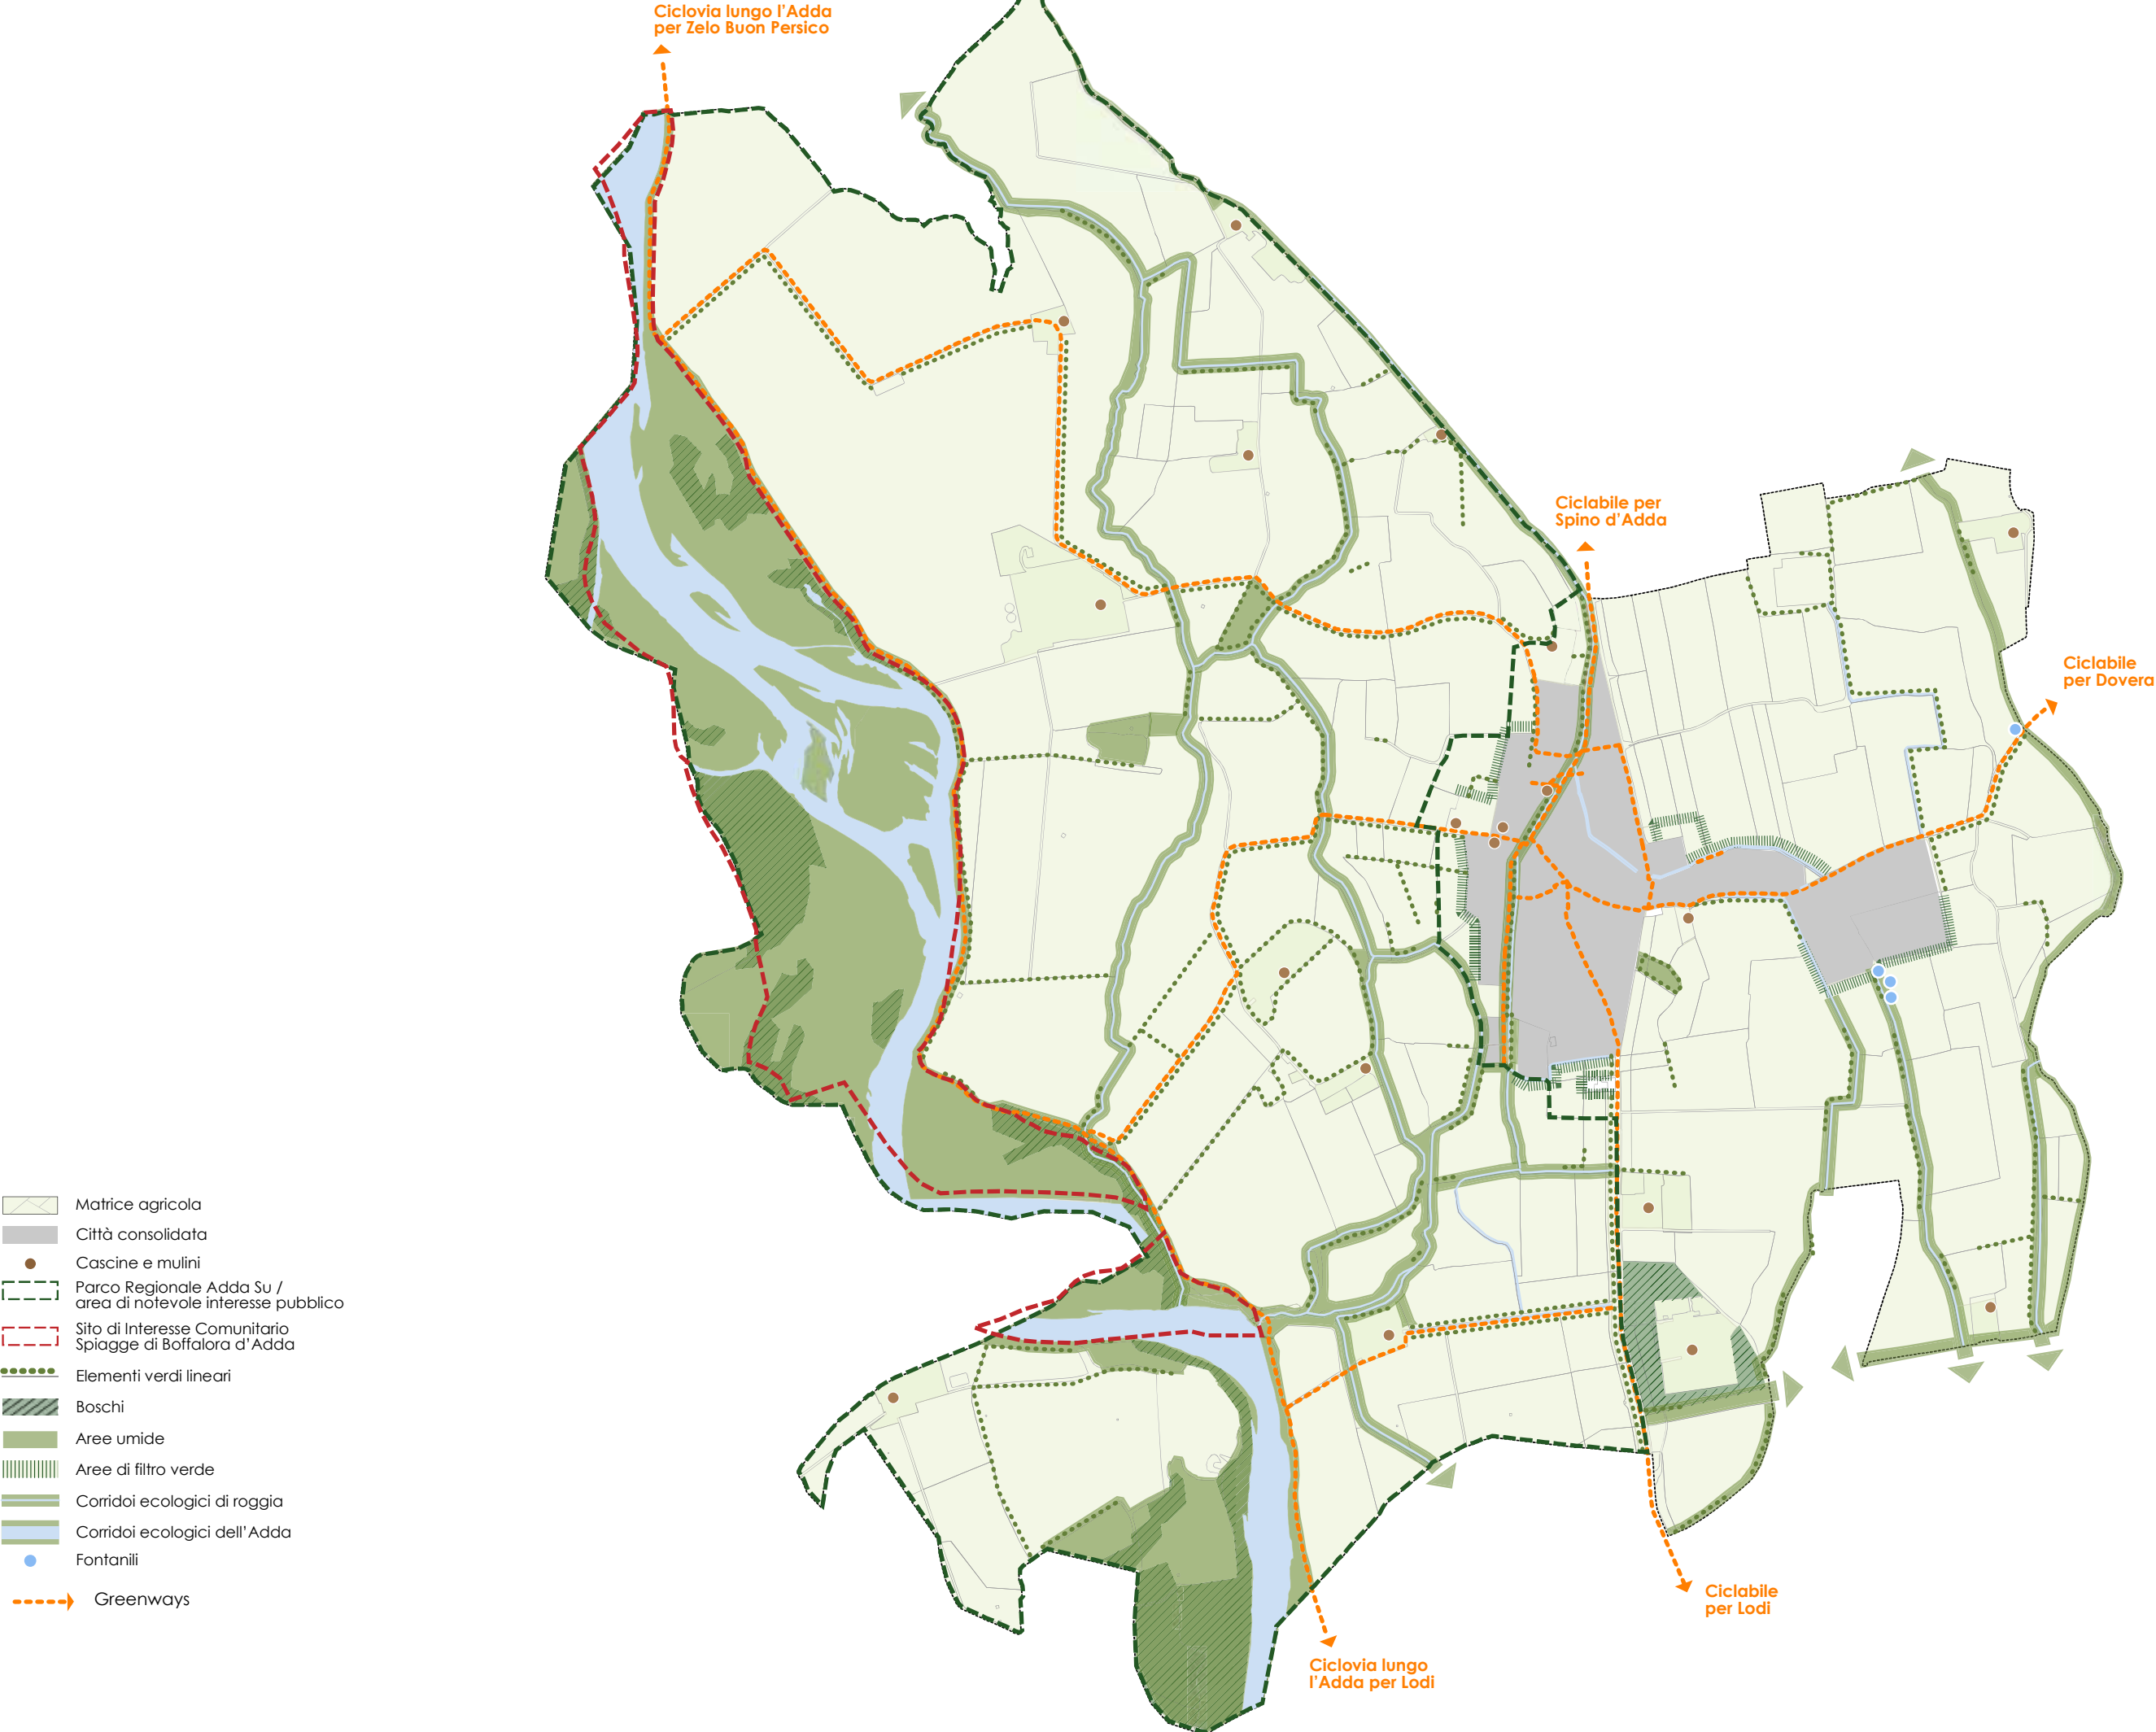 Ciclovia lungo l'Adda
per Zelo Buon Persico
Ciclabile per
Spino d'Adda
Ciclabile
per Dovera
Matrice agricola
Città consolidata
Cascine e mulini
Parco Regionale Adda Su /
area di notevole interesse pubblico
Sito di Interesse Comunitario
Spiagge di Boffalora d'Adda
Elementi verdi lineari
Boschi
Aree umide
Aree di filtro verde
Corridoi ecologici di roggia
Corridoi ecologici dell'Adda
Fontanili
Greenways
Ciclabile
per Lodi
Ciclovia lungo
l'Adda per Lodi